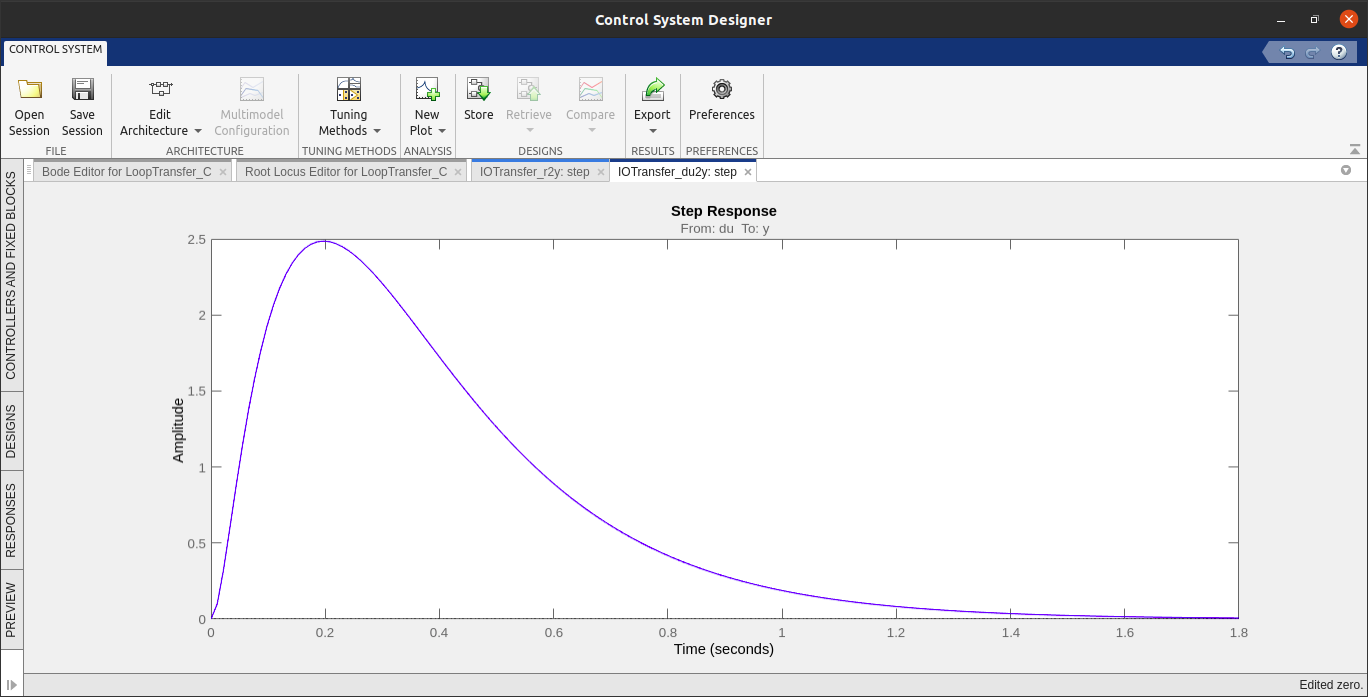 Control System Designer
CONTROL SYSTEM
?
Open Session
Save Session
Edit Architecture
Multimodel Configuration
Tuning Methods
New Plot
Store
Retrieve
Compare
Export
Preferences
FILE
ARCHITECTURE
TUNING METHODS
ANALYSIS
DESIGNS
RESULTS
PREFERENCES
Bode Editor for LoopTransfer_C
Root Locus Editor for LoopTransfer_C
IOTransfer_r2y: step
IOTransfer_du2y: step
CONTROLLERS AND FIXED BLOCKS
DESIGNS
RESPONSES
PREVIEW
Step Response
From: du To: y
Amplitude
2.5
2
1.5
1
0.5
0
0 0.2 0.4 0.6 0.8 1 1.2 1.4 1.6 1.8
Time (seconds)
Edited zero.